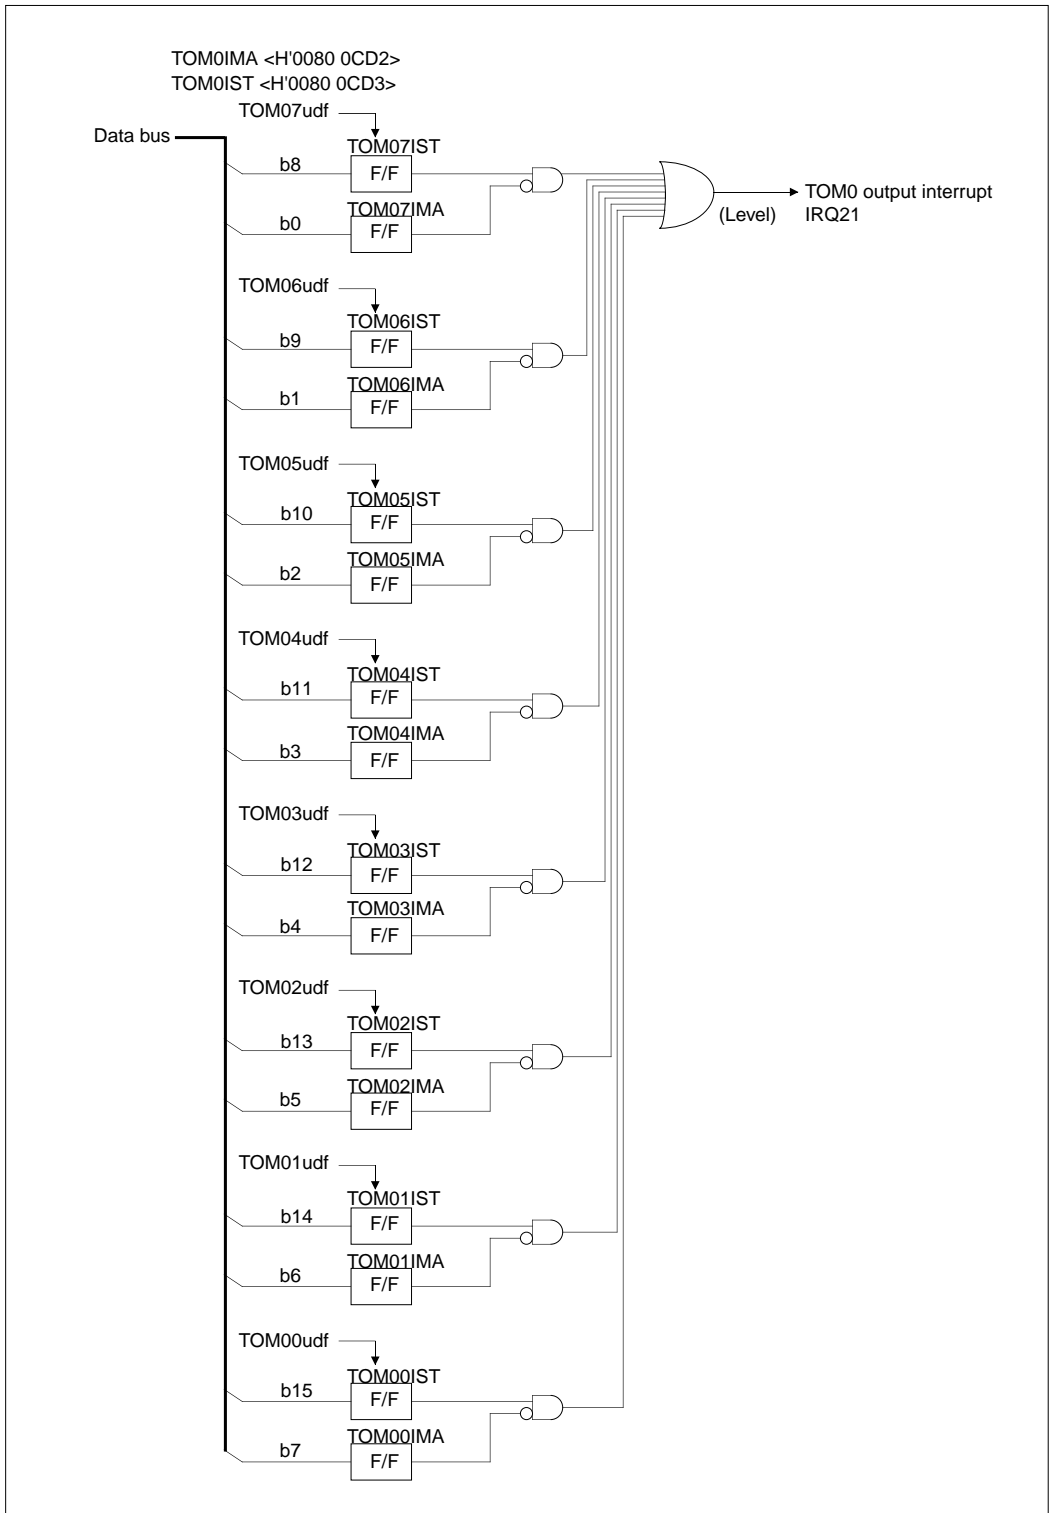 TOM0IMA <H'0080 0CD2>
TOM0IST <H'0080 0CD3>
TOM07udf
Data bus
TOM07IST
b8
F/F
TOM0 output interrupt
(Level)
IRQ21
TOM07IMA
b0
F/F
TOM06udf
TOM06IST
b9
F/F
TOM06IMA
b1
F/F
TOM05udf
TOM05IST
b10
F/F
TOM05IMA
b2
F/F
TOM04udf
TOM04IST
b11
F/F
TOM04IMA
b3
F/F
TOM03udf
TOM03IST
b12
F/F
TOM03IMA
b4
F/F
TOM02udf
TOM02IST
b13
F/F
TOM02IMA
b5
F/F
TOM01udf
TOM01IST
b14
F/F
TOM01IMA
b6
F/F
TOM00udf
TOM00IST
b15
F/F
TOM00IMA
b7
F/F